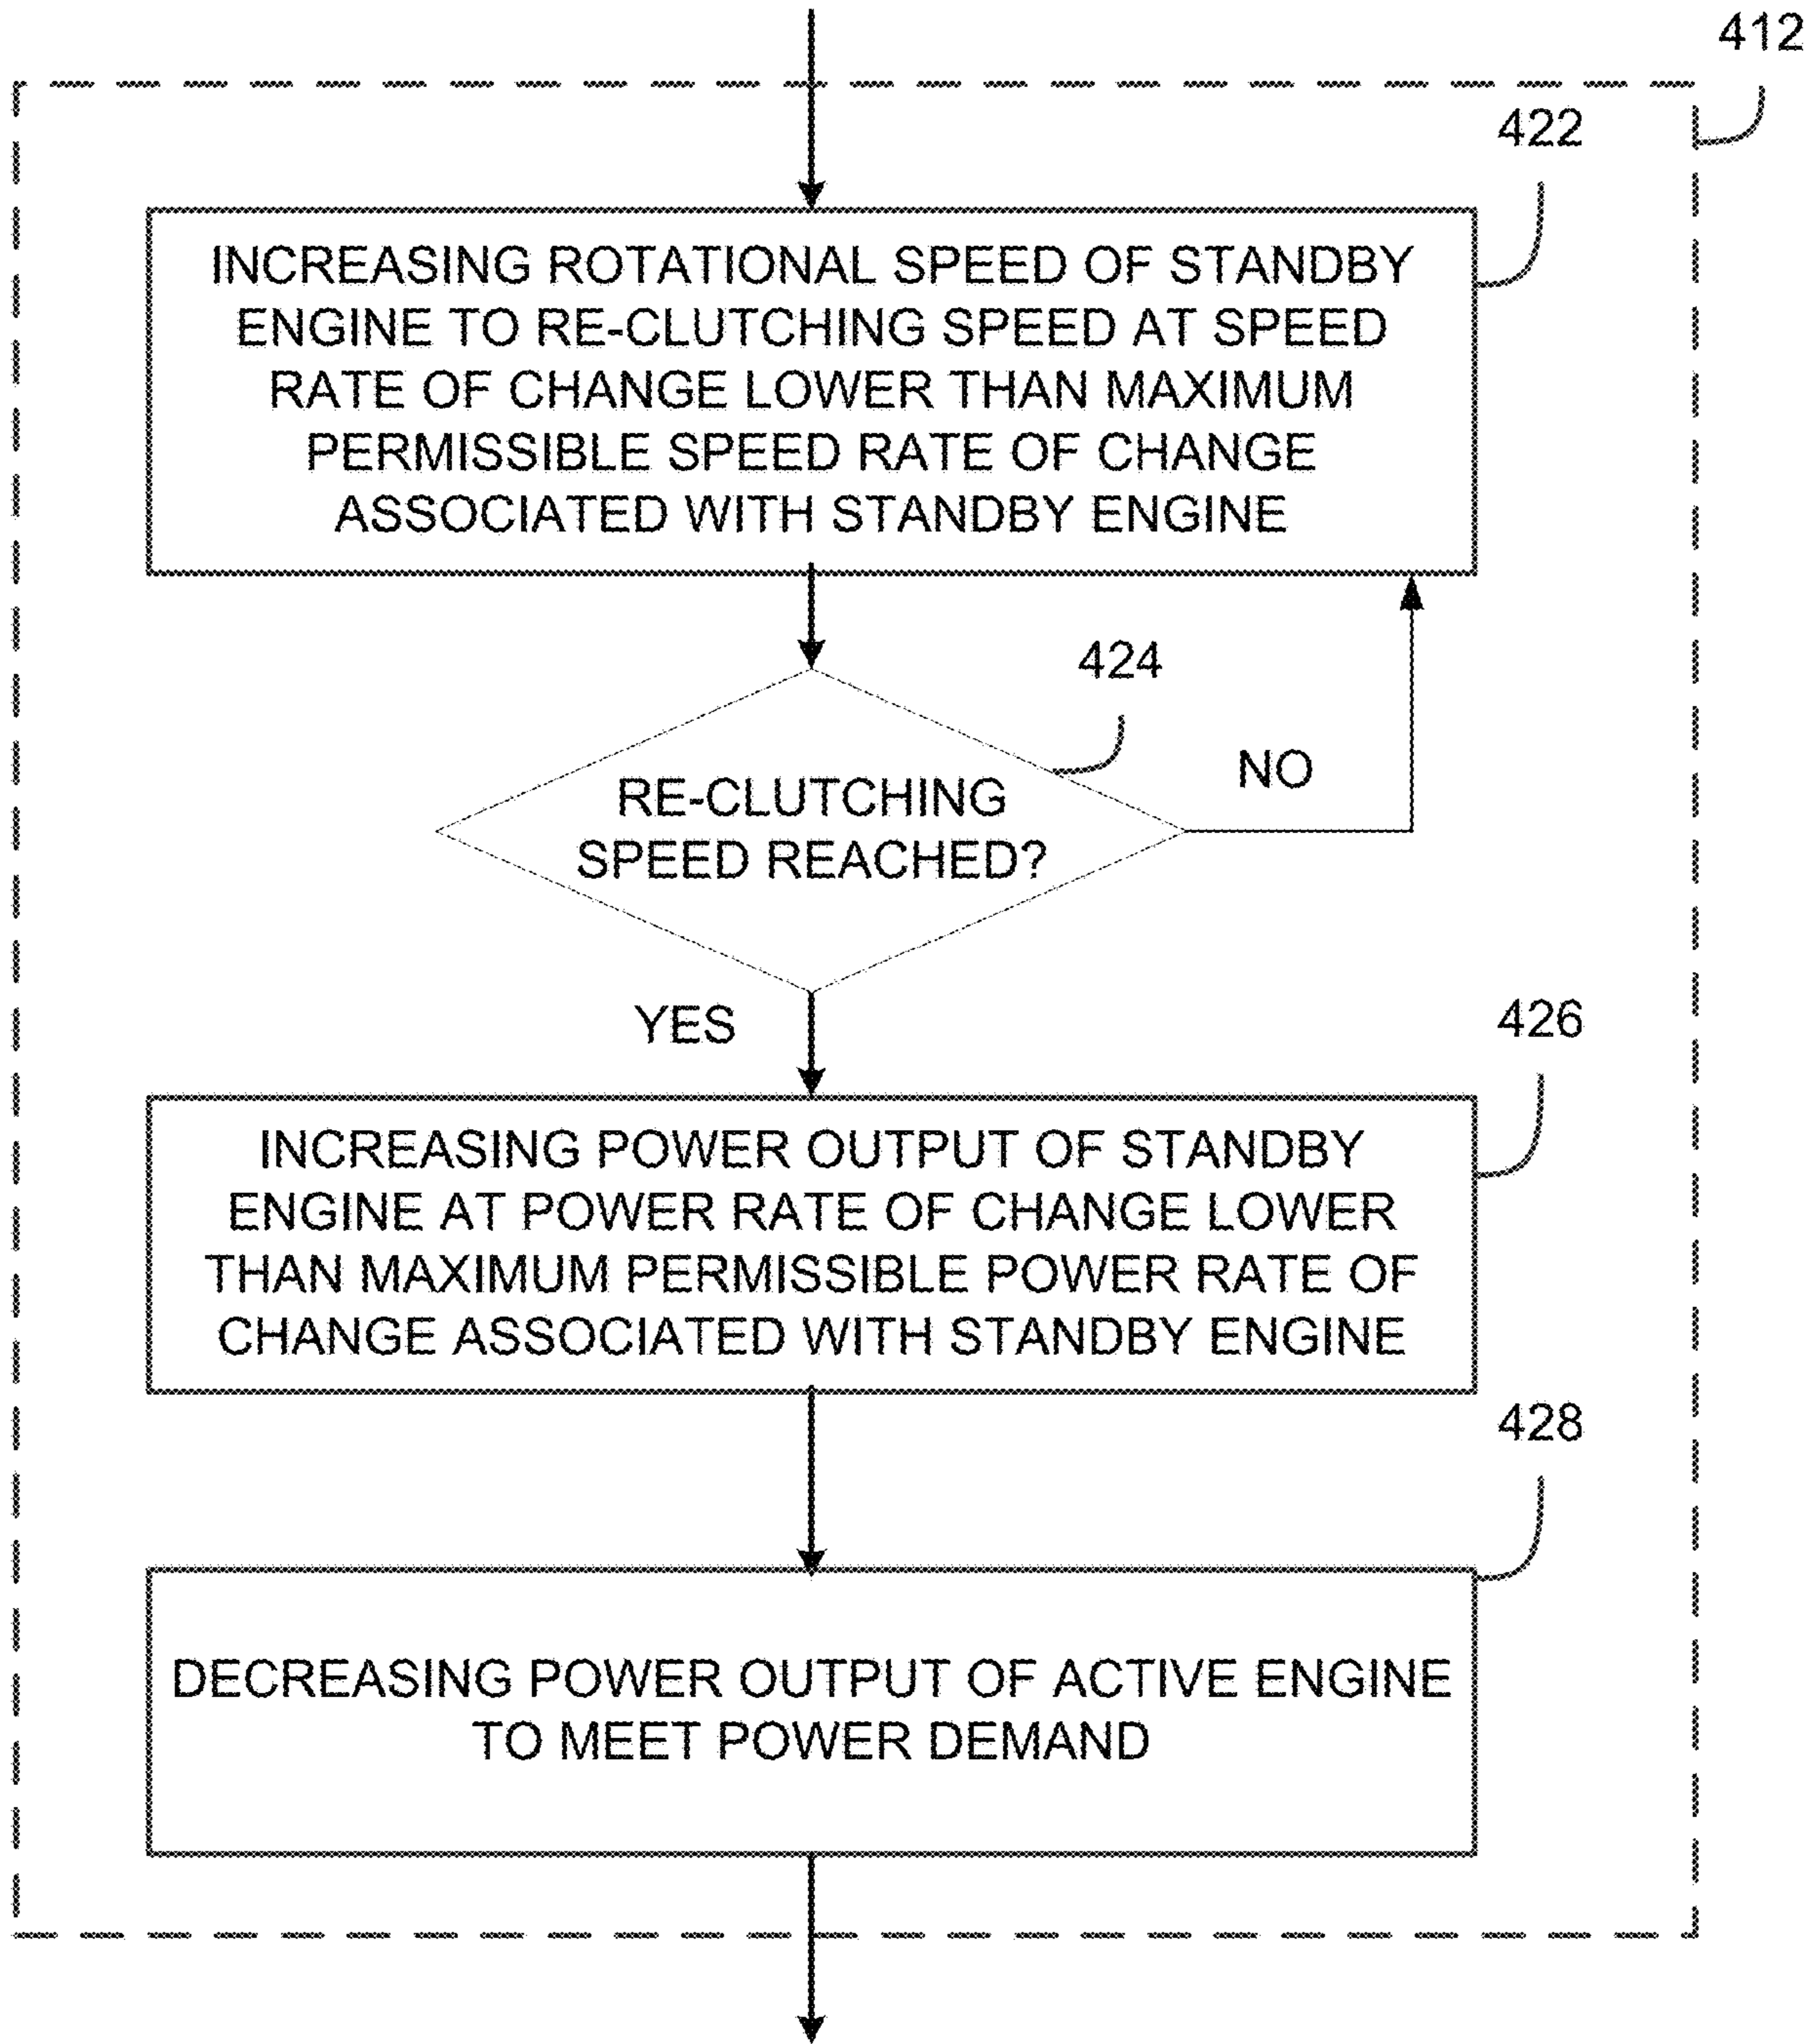 412
422
INCREASING ROTATIONAL SPEED OF STANDBY
ENGINE TO RE-CLUTCHING SPEED AT SPEED
RATE OF CHANGE LOWER THAN MAXIMUM
PERMISSIBLE SPEED RATE OF CHANGE
ASSOCIATED WITH STANDBY ENGINE
424
NO
RE-CLUTCHING
SPEED REACHED?
YES
426
INCREASING POWER OUTPUT OF STANDBY
ENGINE AT POWER RATE OF CHANGE LOWER
THAN MAXIMUM PERMISSIBLE POWER RATE OF
CHANGE ASSOCIATED WITH STANDBY ENGINE
428
DECREASING POWER OUTPUT OF ACTIVE ENGINE
TO MEET POWER DEMAND